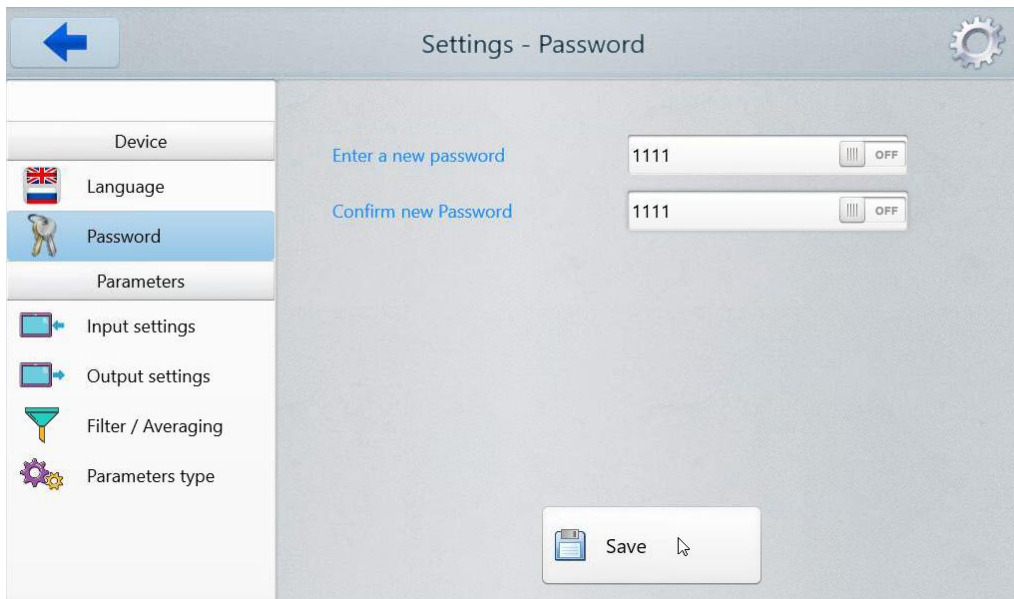 Settings - Password
Device
Language
Password
Parameters
Input settings
Output settings
Filter / Averaging
Parameters type
Enter a new password 1111 OFF
Confirm new Password 1111 OFF
Save